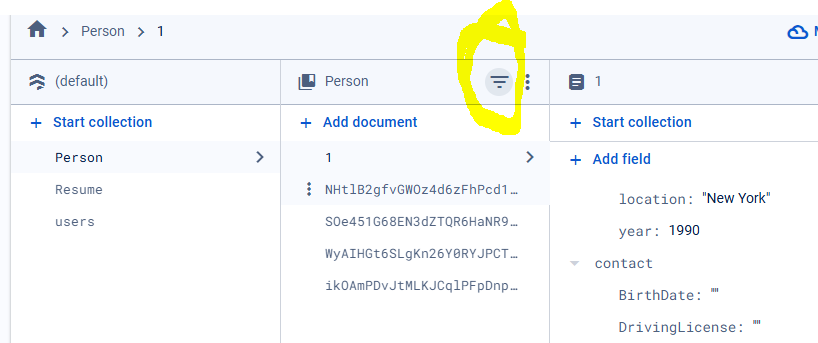 Person > 1
(default)
Person
1
+ Start collection
+ Add document
+ Start collection
Person
1
+ Add field
Resume
NHtlB2gfvGWOz4d6zFhPcd1…
location: "New York"
users
SOe451G68EN3dZTQR6HaNR9…
year: 1990
WyAIHGt6SLgKn26Y0RYJPCT…
contact
ikOAmPDvJtMLKJCqlPFpDnp…
BirthDate: ""
DrivingLicense: ""